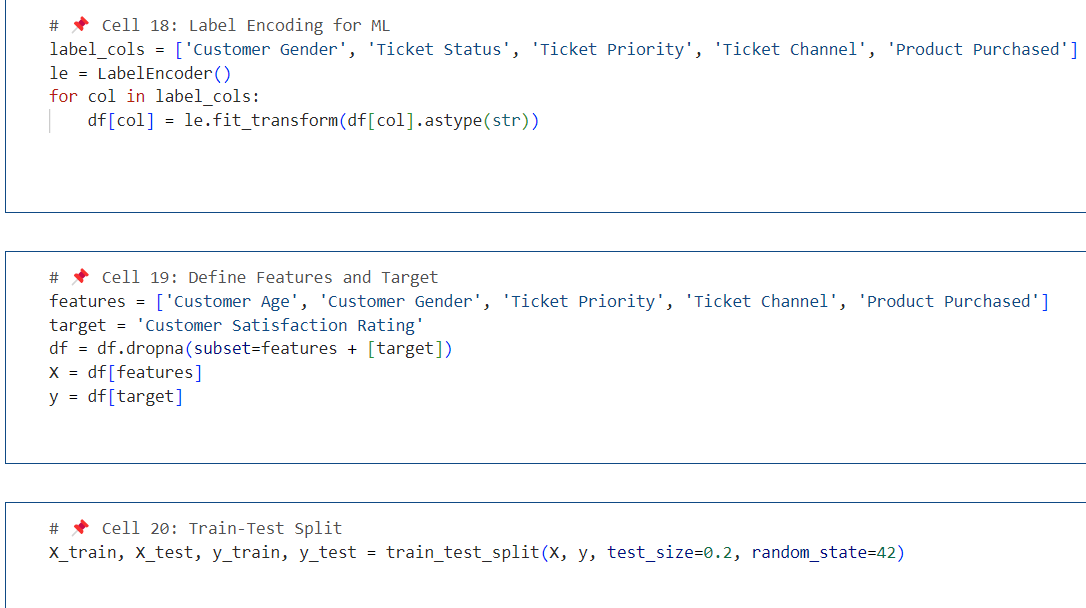 # 📌 Cell 18: Label Encoding for ML
label_cols = ['Customer Gender', 'Ticket Status', 'Ticket Priority', 'Ticket Channel', 'Product Purchased']
le = LabelEncoder()
for col in label_cols:
    df[col] = le.fit_transform(df[col].astype(str))
# 📌 Cell 19: Define Features and Target
features = ['Customer Age', 'Customer Gender', 'Ticket Priority', 'Ticket Channel', 'Product Purchased']
target = 'Customer Satisfaction Rating'
df = df.dropna(subset=features + [target])
X = df[features]
y = df[target]
# 📌 Cell 20: Train-Test Split
X_train, X_test, y_train, y_test = train_test_split(X, y, test_size=0.2, random_state=42)